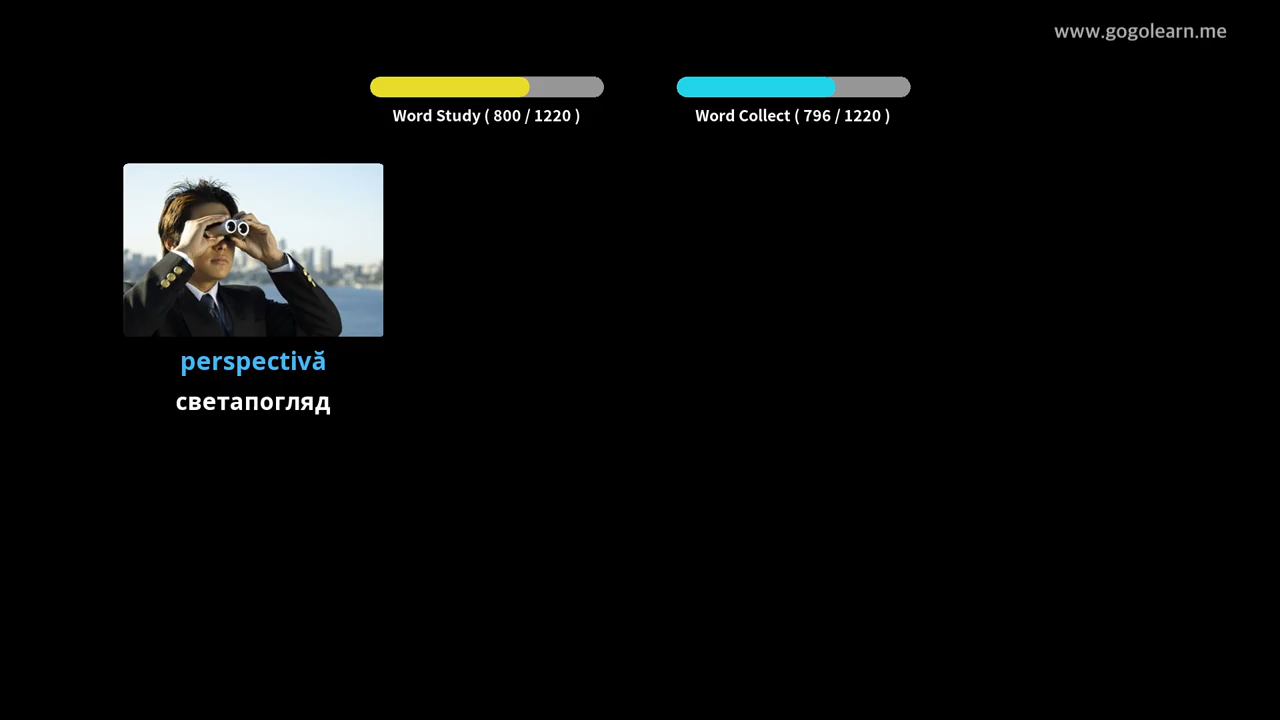 www.gogolearn.me
Word Study ( 800 / 1220 )
Word Collect ( 796 / 1220 )
perspectivă
светапогляд